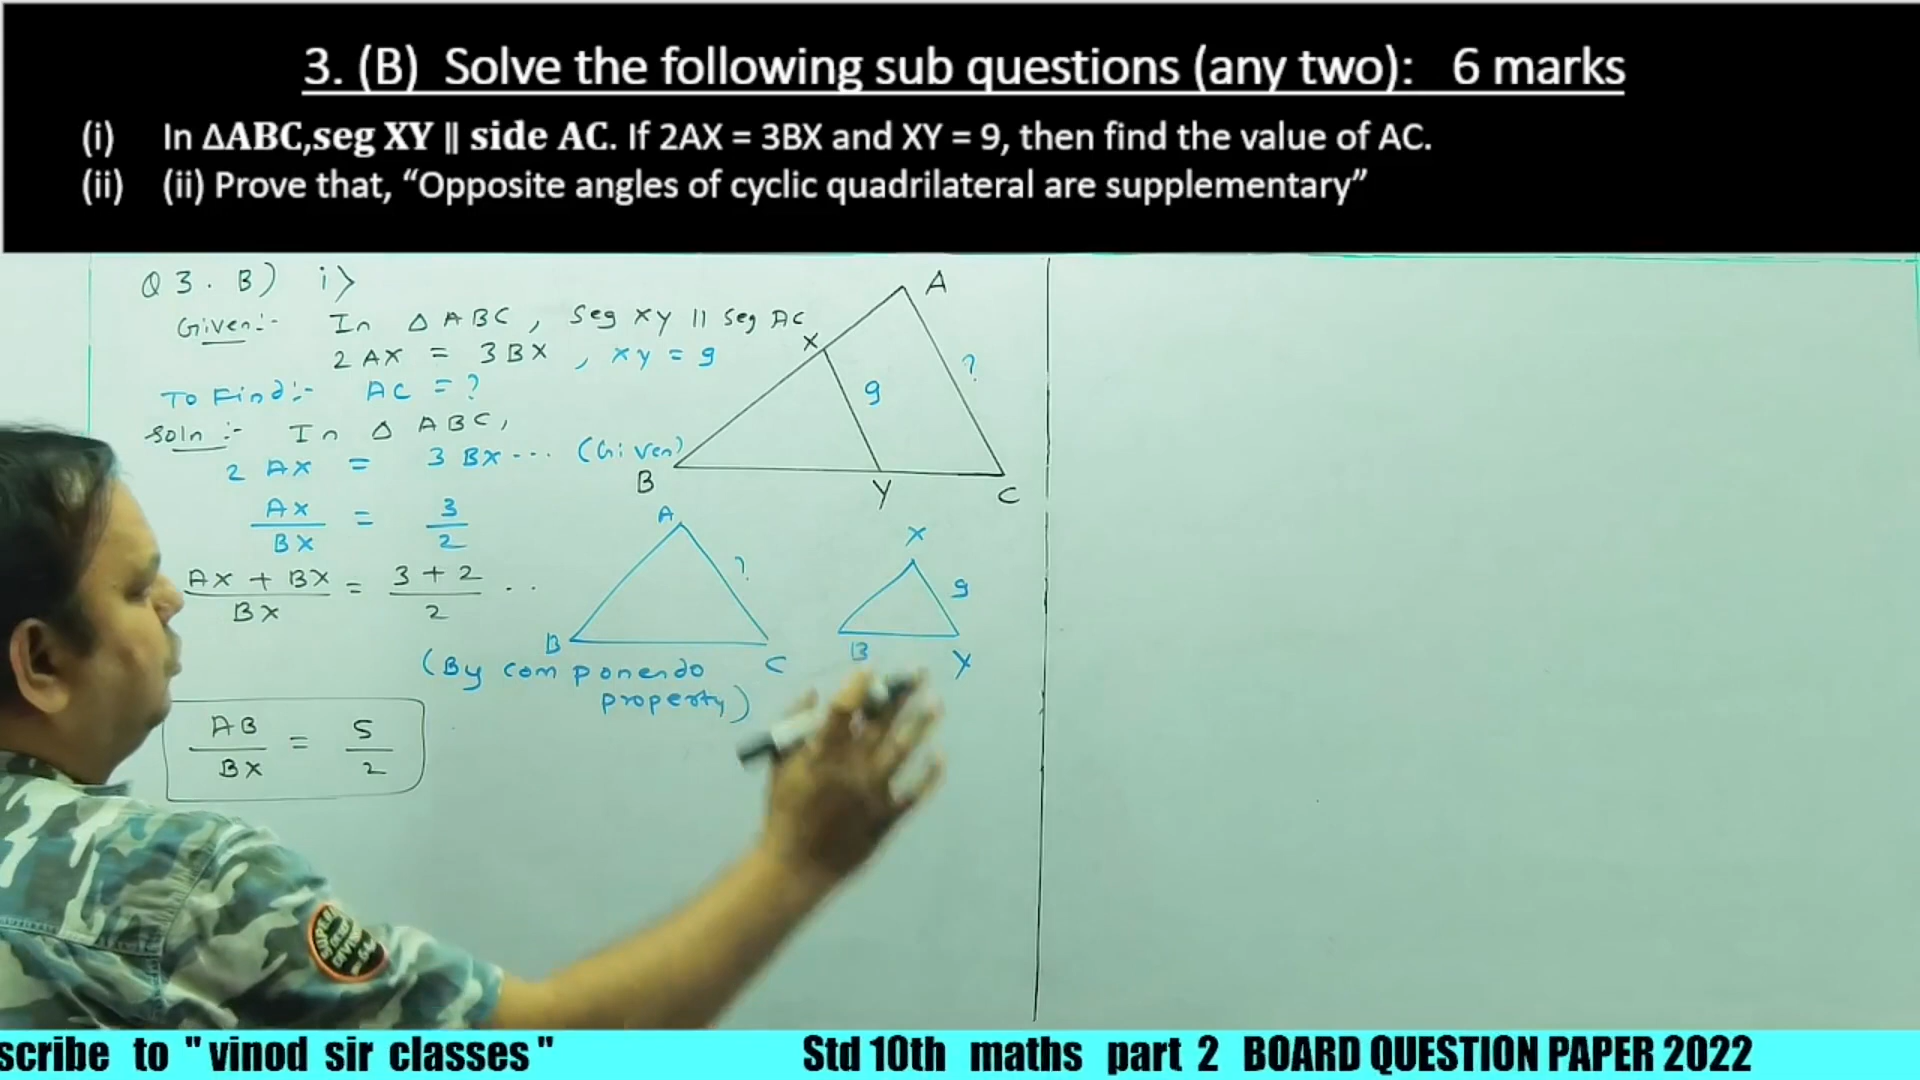 3. (B) Solve the following sub questions (any two): 6 marks
(i) In ΔABC,seg XY ∥ side AC. If 2AX = 3BX and XY = 9, then find the value of AC.
(ii) (ii) Prove that, “Opposite angles of cyclic quadrilateral are supplementary”
Q 3. B) i>
Given:- In Δ ABC, Seg XY || Seg AC
2 AX = 3BX, XY = 9
To Find:- AC = ?
Soln:- In Δ ABC,
2 AX = 3 BX ... (Given)
AX/BX = 3/2
AX + BX/BX = 3 + 2/2 ..
(By componendo
property)
AB/BX = 5/2
A
X
?
9
B
Y
C
A
?
B
C
X
9
B
Y
scribe to "vinod sir classes" Std 10th maths part 2 BOARD QUESTION PAPER 2022